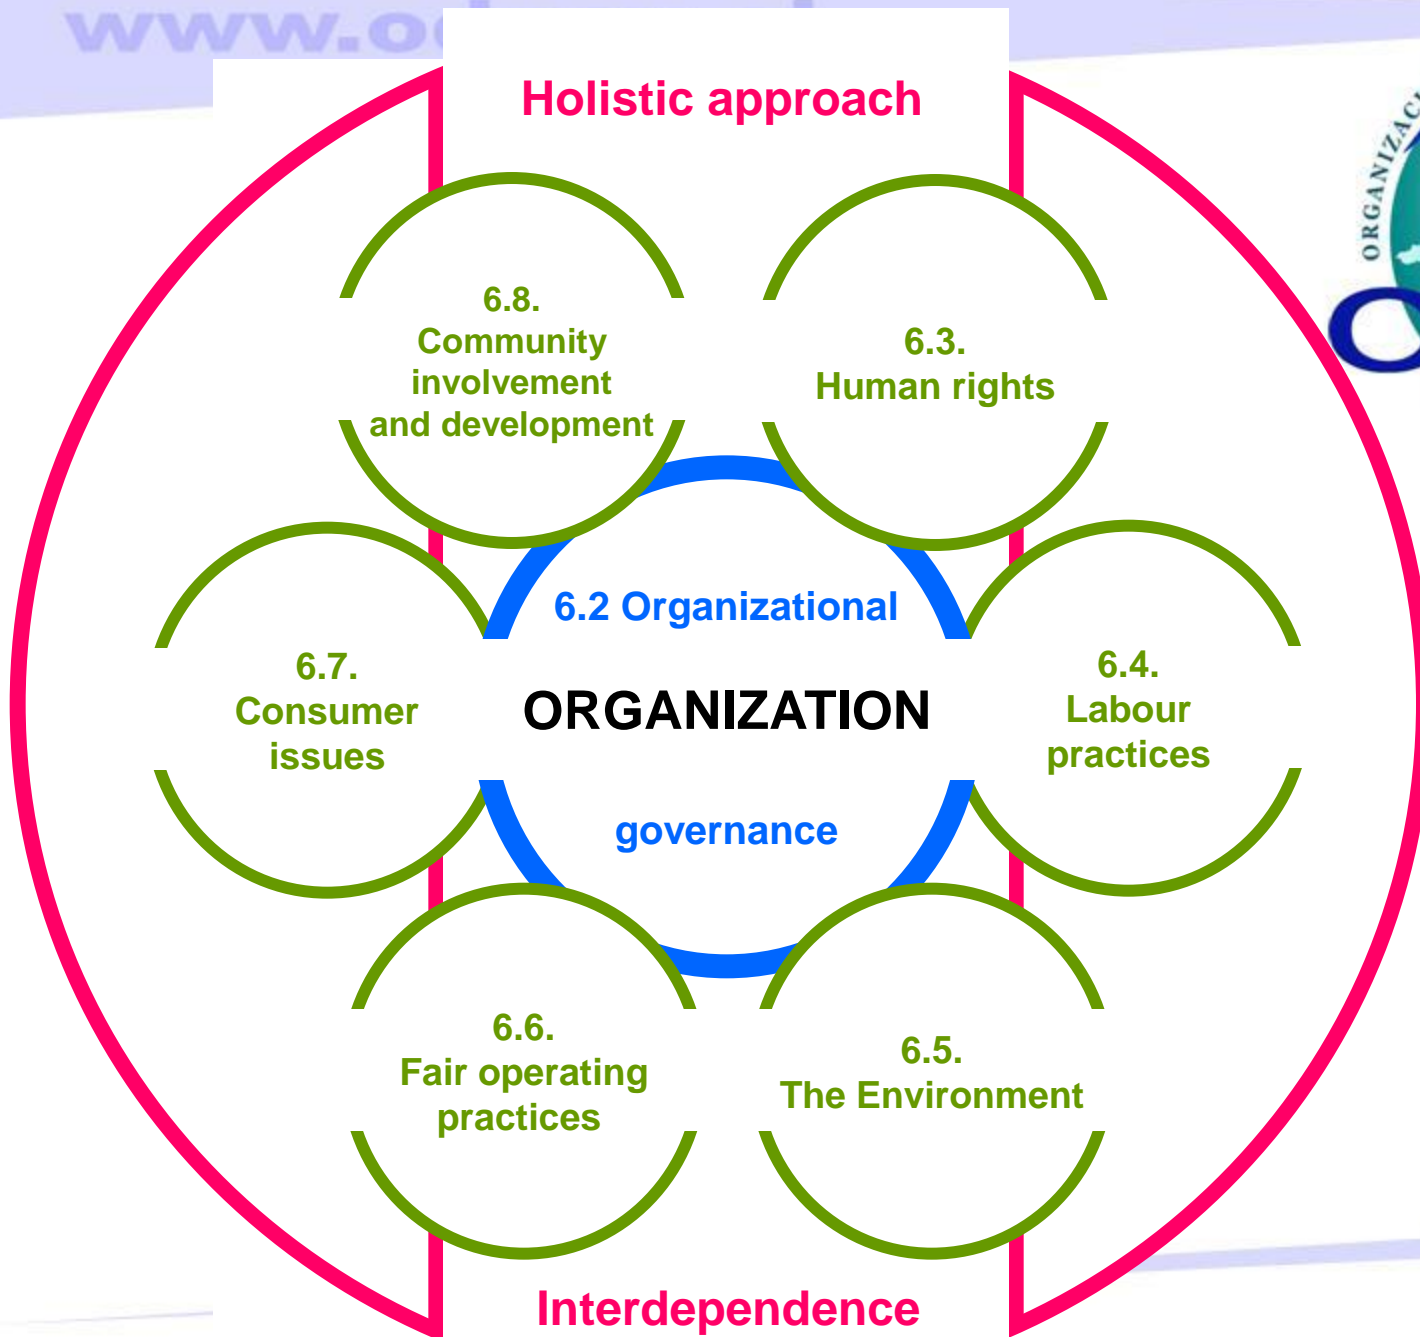 Holistic approach
6.8.
Community
involvement
and development
6.3.
Human rights
6.2 Organizational
ORGANIZATION
governance
6.7.
Consumer
issues
6.4.
Labour
practices
6.6.
Fair operating
practices
6.5.
The Environment
Interdependence